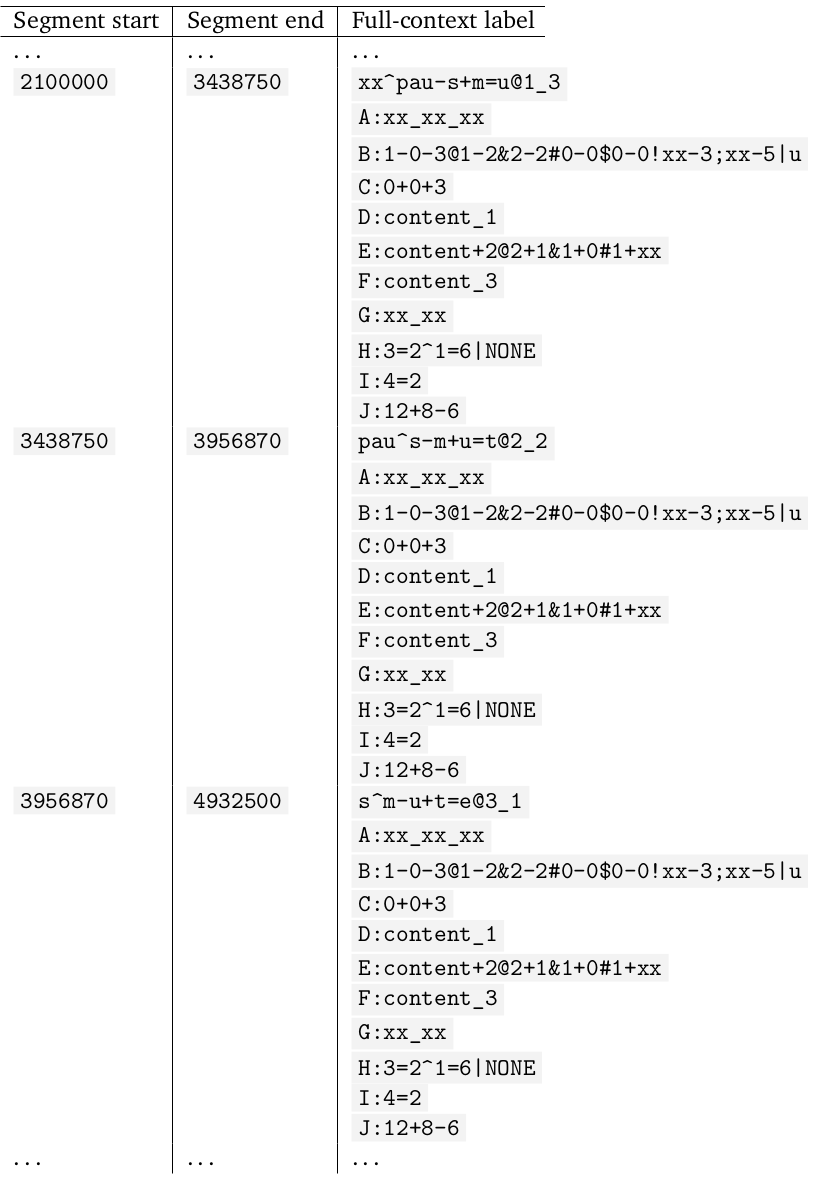 Segment start Segment end Full-context label
... ... ...
2100000 3438750 xx^pau-s+m=u@1_3
A:xx_xx_xx
B:1-0-3@1-2&2-2#0-0$0-0!xx-3;xx-5|u
C:0+0+3
D:content_1
E:content+2@2+1&1+0#1+xx
F:content_3
G:xx_xx
H:3=2^1=6|NONE
I:4=2
J:12+8-6
3438750 3956870 pau^s-m+u=t@2_2
A:xx_xx_xx
B:1-0-3@1-2&2-2#0-0$0-0!xx-3;xx-5|u
C:0+0+3
D:content_1
E:content+2@2+1&1+0#1+xx
F:content_3
G:xx_xx
H:3=2^1=6|NONE
I:4=2
J:12+8-6
3956870 4932500 s^m-u+t=e@3_1
A:xx_xx_xx
B:1-0-3@1-2&2-2#0-0$0-0!xx-3;xx-5|u
C:0+0+3
D:content_1
E:content+2@2+1&1+0#1+xx
F:content_3
G:xx_xx
H:3=2^1=6|NONE
I:4=2
J:12+8-6
... ... ...